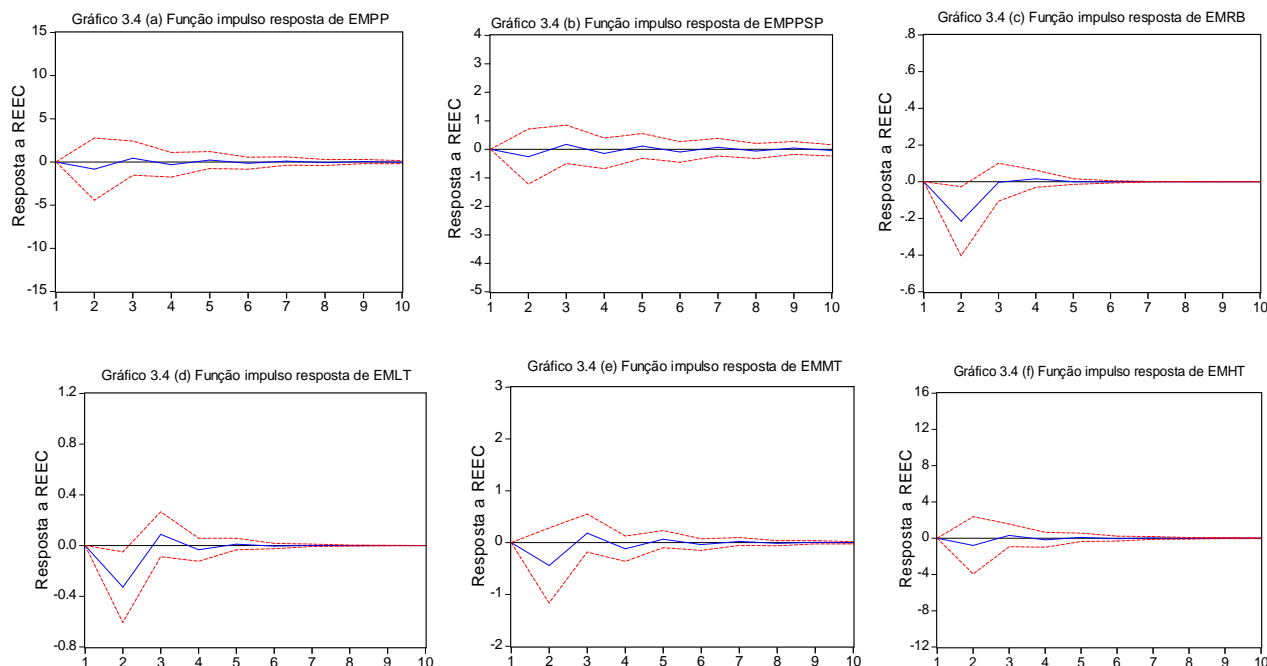 Gráfico 3.4 (a) Função impulso resposta de EMPP
Resposta a REEC
15
10
5
0
-5
-10
-15
1 2 3 4 5 6 7 8 9 10
Gráfico 3.4 (b) Função impulso resposta de EMPPSP
Resposta a REEC
4
3
2
1
0
-1
-2
-3
-4
-5
1 2 3 4 5 6 7 8 9 10
Gráfico 3.4 (c) Função impulso resposta de EMRB
Resposta a REEC
.8
.6
.4
.2
.0
-.2
-.4
-.6
1 2 3 4 5 6 7 8 9 10
Gráfico 3.4 (d) Função impulso resposta de EMLT
Resposta a REEC
1.2
0.8
0.4
0.0
-0.4
-0.8
1 2 3 4 5 6 7 8 9 10
Gráfico 3.4 (e) Função impulso resposta de EMMT
Resposta a REEC
3
2
1
0
-1
-2
1 2 3 4 5 6 7 8 9 10
Gráfico 3.4 (f) Função impulso resposta de EMHT
Resposta a REEC
16
12
8
4
0
-4
-8
-12
1 2 3 4 5 6 7 8 9 10